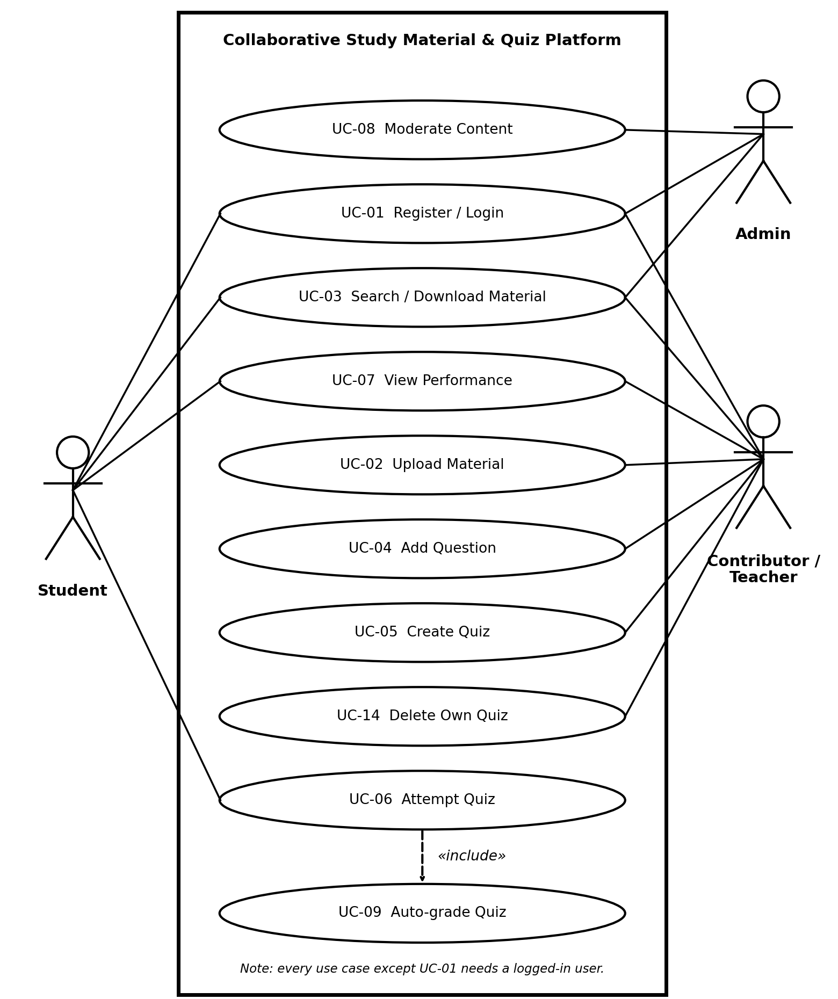 Collaborative Study Material & Quiz Platform
UC-08  Moderate Content
UC-01  Register / Login
Admin
UC-03  Search / Download Material
UC-07  View Performance
UC-02  Upload Material
UC-04  Add Question
Contributor /
Teacher
Student
UC-05  Create Quiz
UC-14  Delete Own Quiz
UC-06  Attempt Quiz
«include»
UC-09  Auto-grade Quiz
Note: every use case except UC-01 needs a logged-in user.